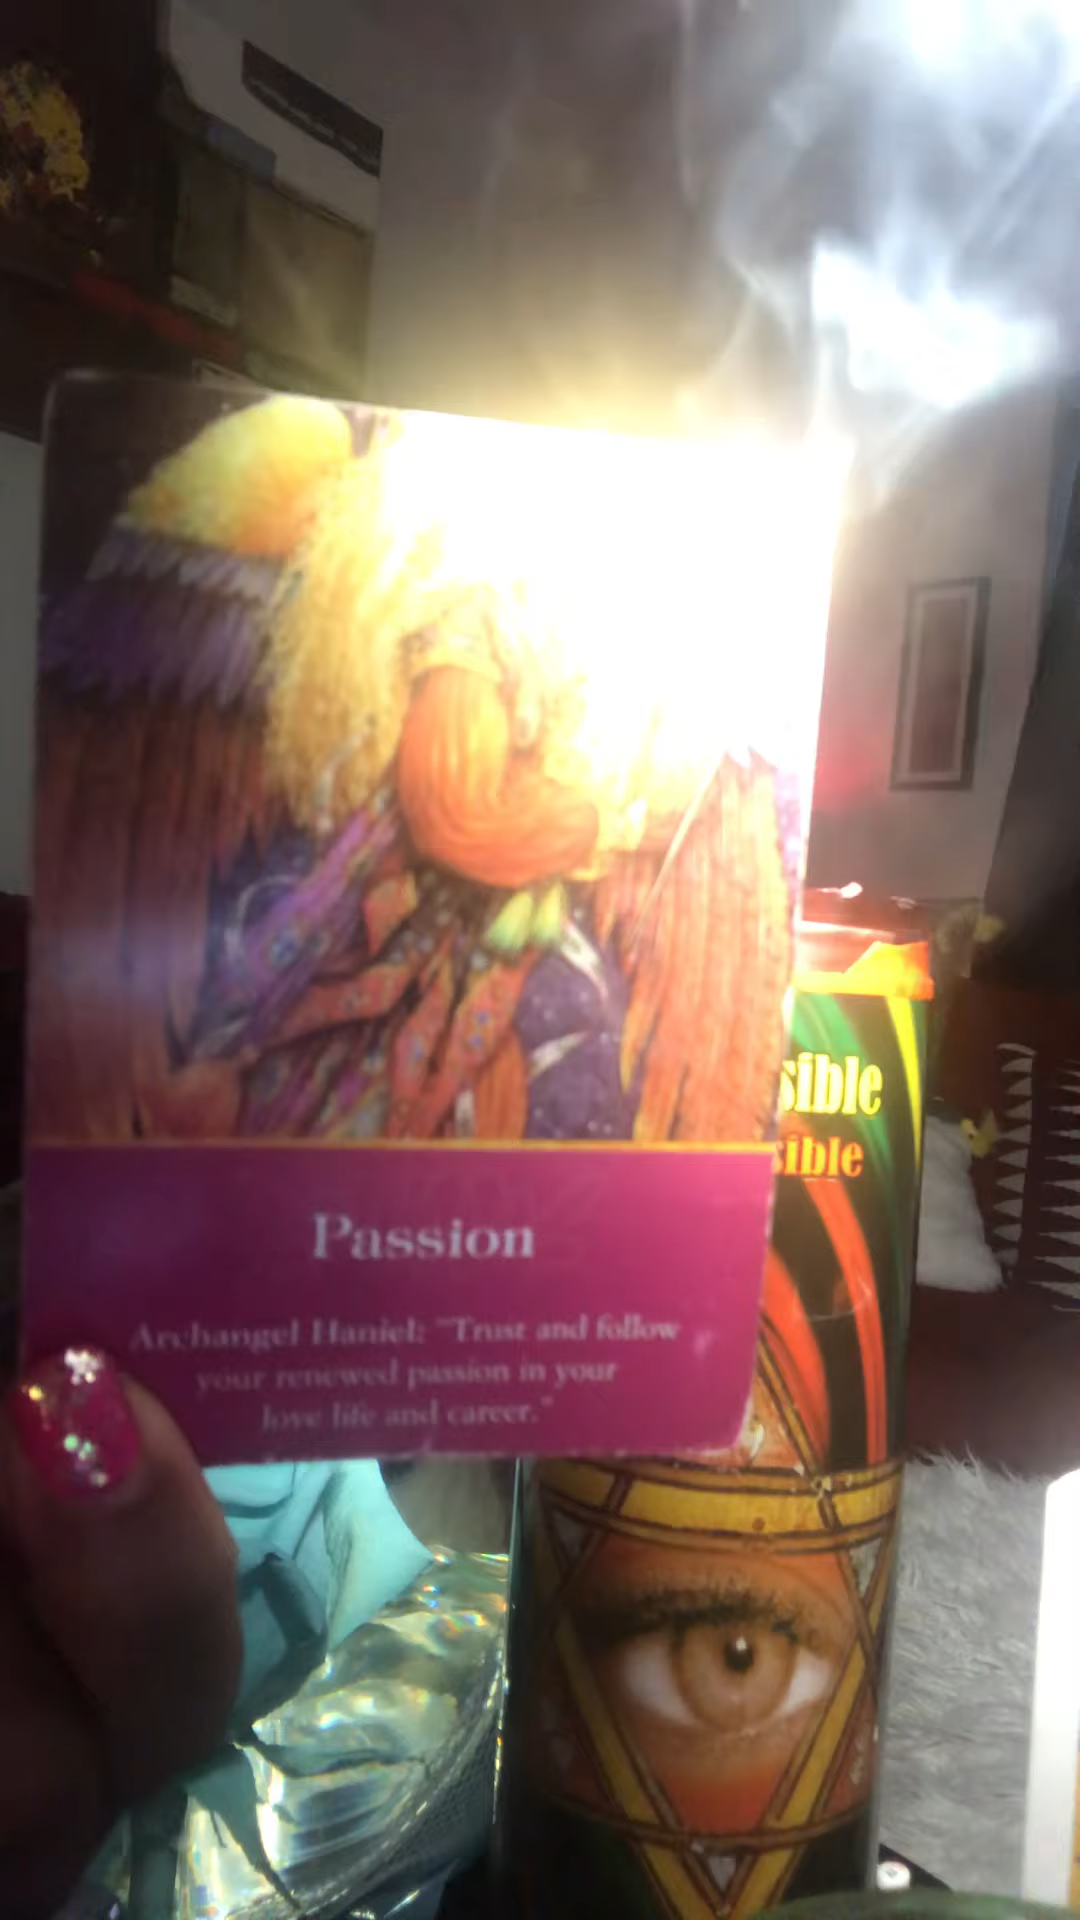 sible
sible
Passion
Archangel Haniel: "Trust and follow
your renewed passion in your
love life and career."